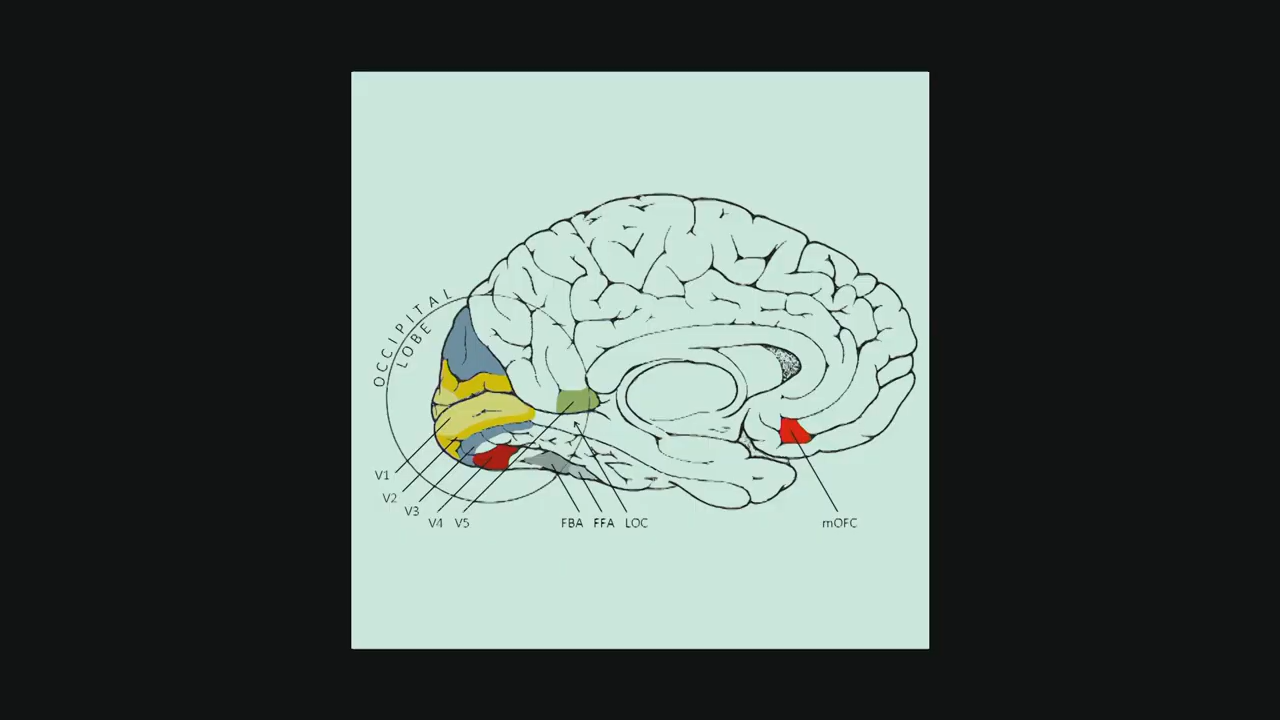 OCCIPITAL
LOBE
V1
V2
V3
V4 V5
FBA FFA LOC
mOFC